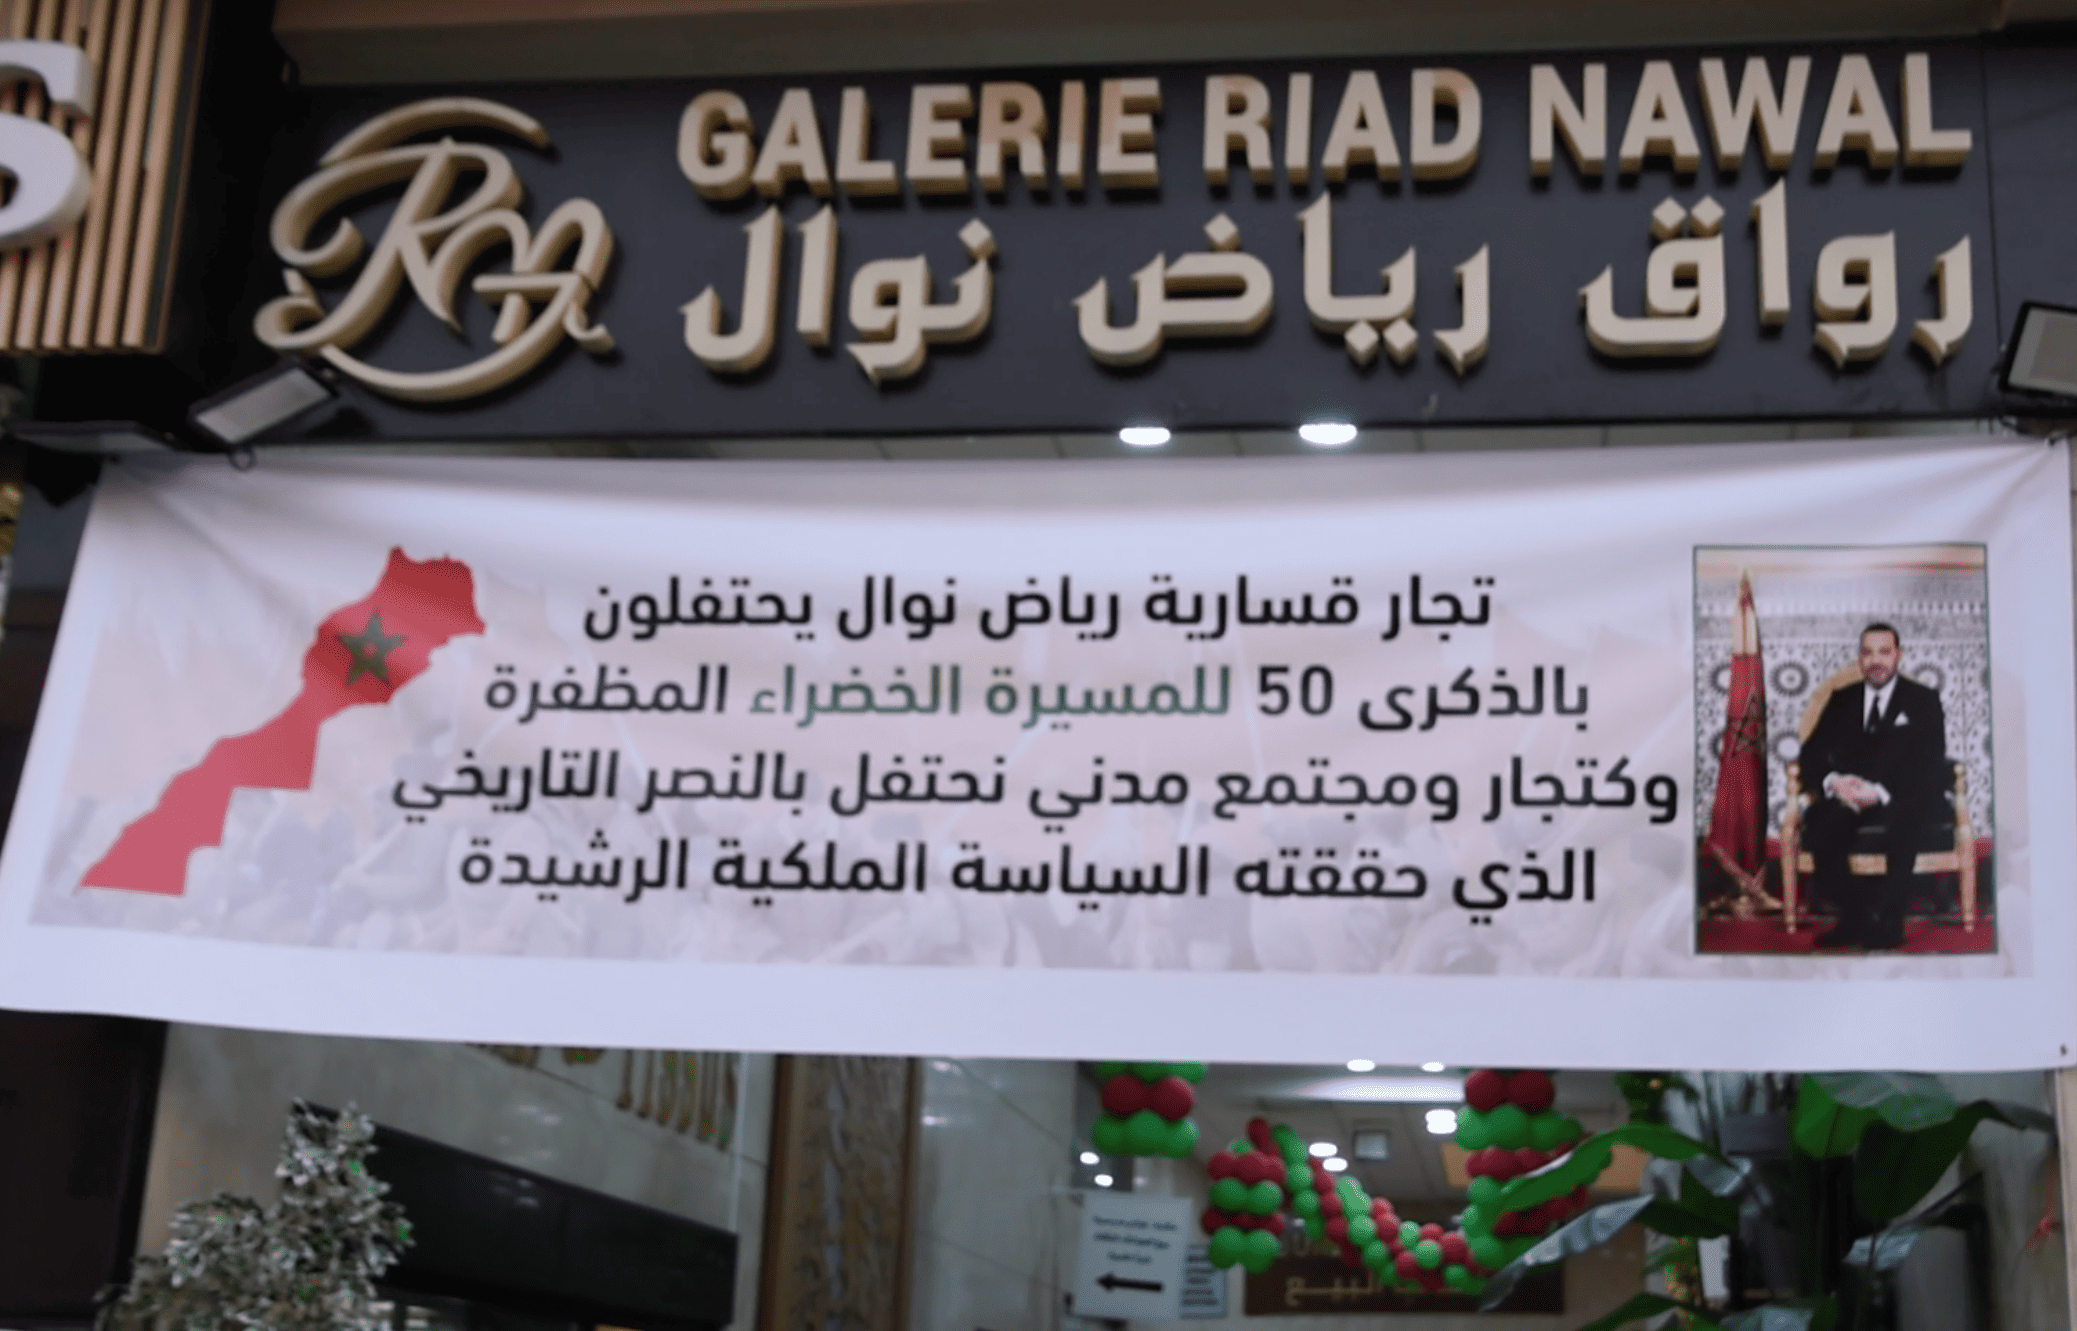 GALERIE RIAD NAWAL
رواق رياض نوال
تجار قسارية رياض نوال يحتفلون
بالذكرى 50 للمسيرة الخضراء المظفرة
وكتجار ومجتمع مدني نحتفل بالنصر التاريخي
الذي حققته السياسة الملكية الرشيدة